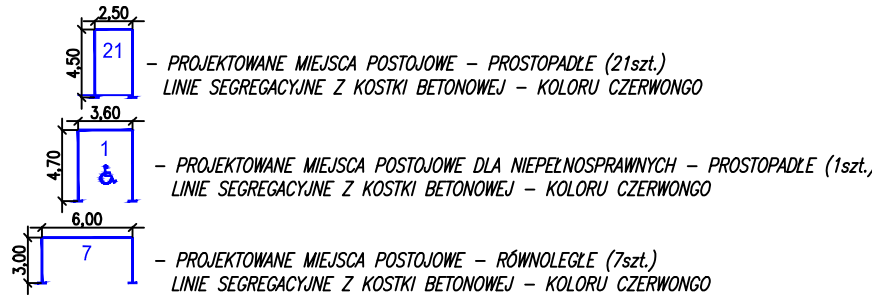 2,50
4,50
21
– PROJEKTOWANE MIEJSCA POSTOJOWE – PROSTOPADŁE (21szt.)
LINIE SEGREGACYJNE Z KOSTKI BETONOWEJ – KOLORU CZERWONGO
3,60
4,70
1
– PROJEKTOWANE MIEJSCA POSTOJOWE DLA NIEPEŁNOSPRAWNYCH – PROSTOPADŁE (1szt.)
LINIE SEGREGACYJNE Z KOSTKI BETONOWEJ – KOLORU CZERWONGO
6,00
3,00
7
– PROJEKTOWANE MIEJSCA POSTOJOWE – RÓWNOLEGŁE (7szt.)
LINIE SEGREGACYJNE Z KOSTKI BETONOWEJ – KOLORU CZERWONGO